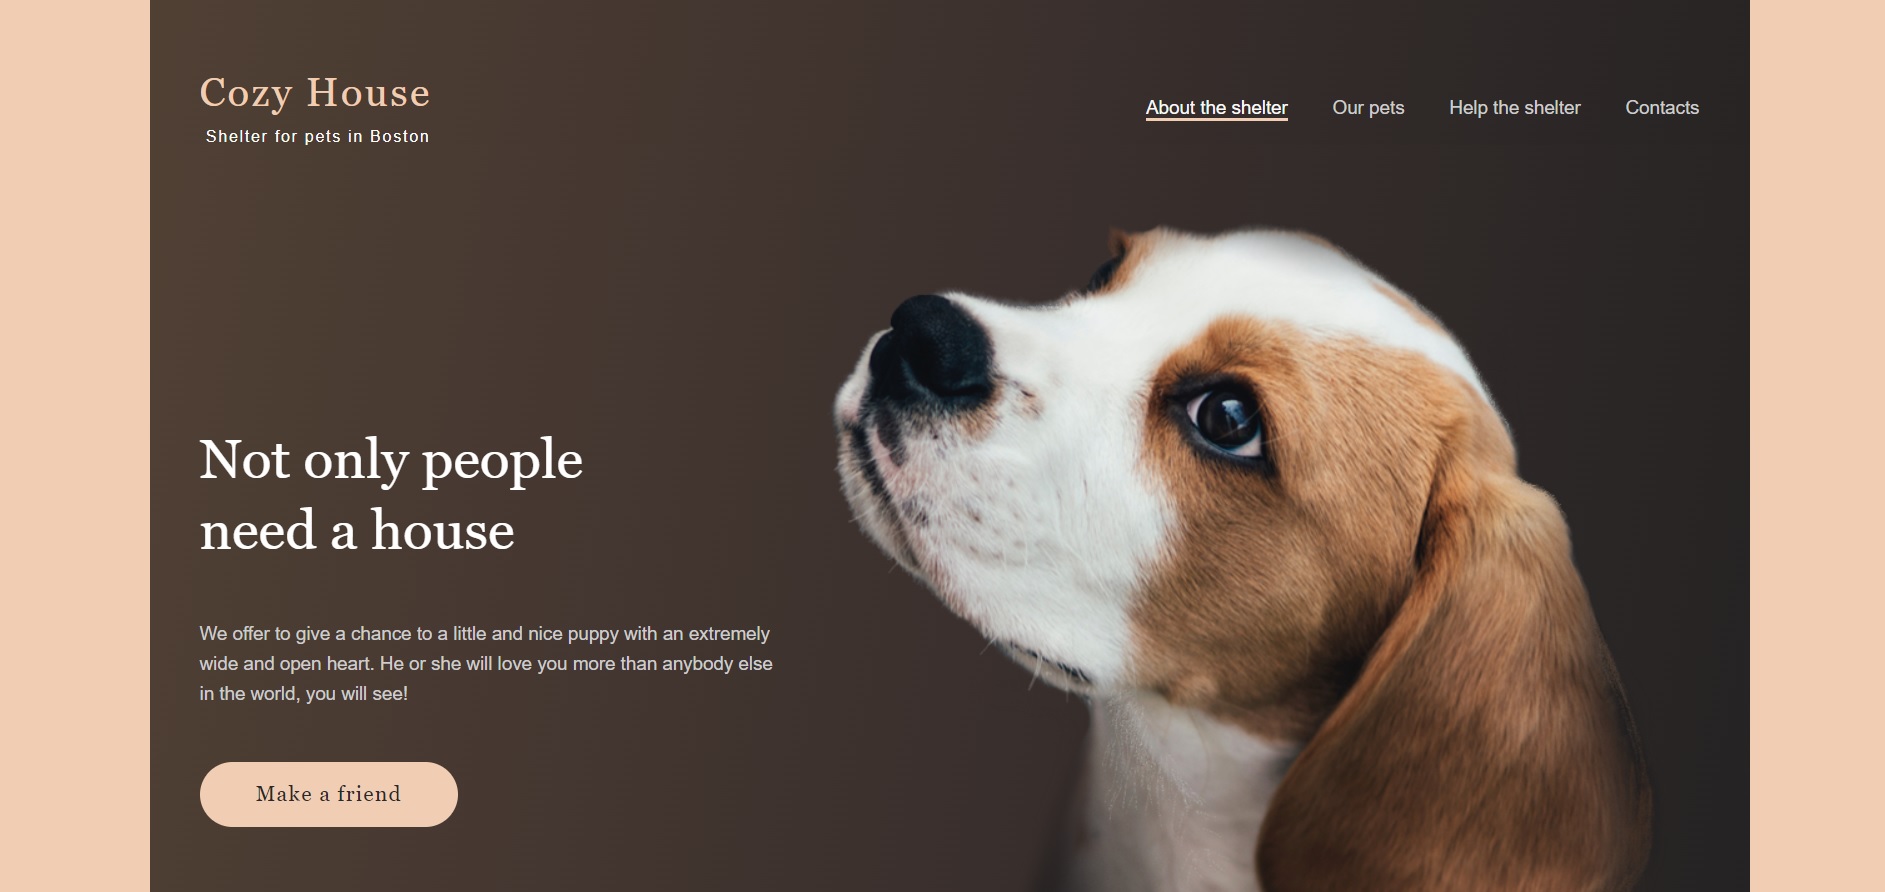 Cozy House
Shelter for pets in Boston
About the shelter
Our pets
Help the shelter
Contacts
Not only people
need a house
We offer to give a chance to a little and nice puppy with an extremely
wide and open heart. He or she will love you more than anybody else
in the world, you will see!
Make a friend